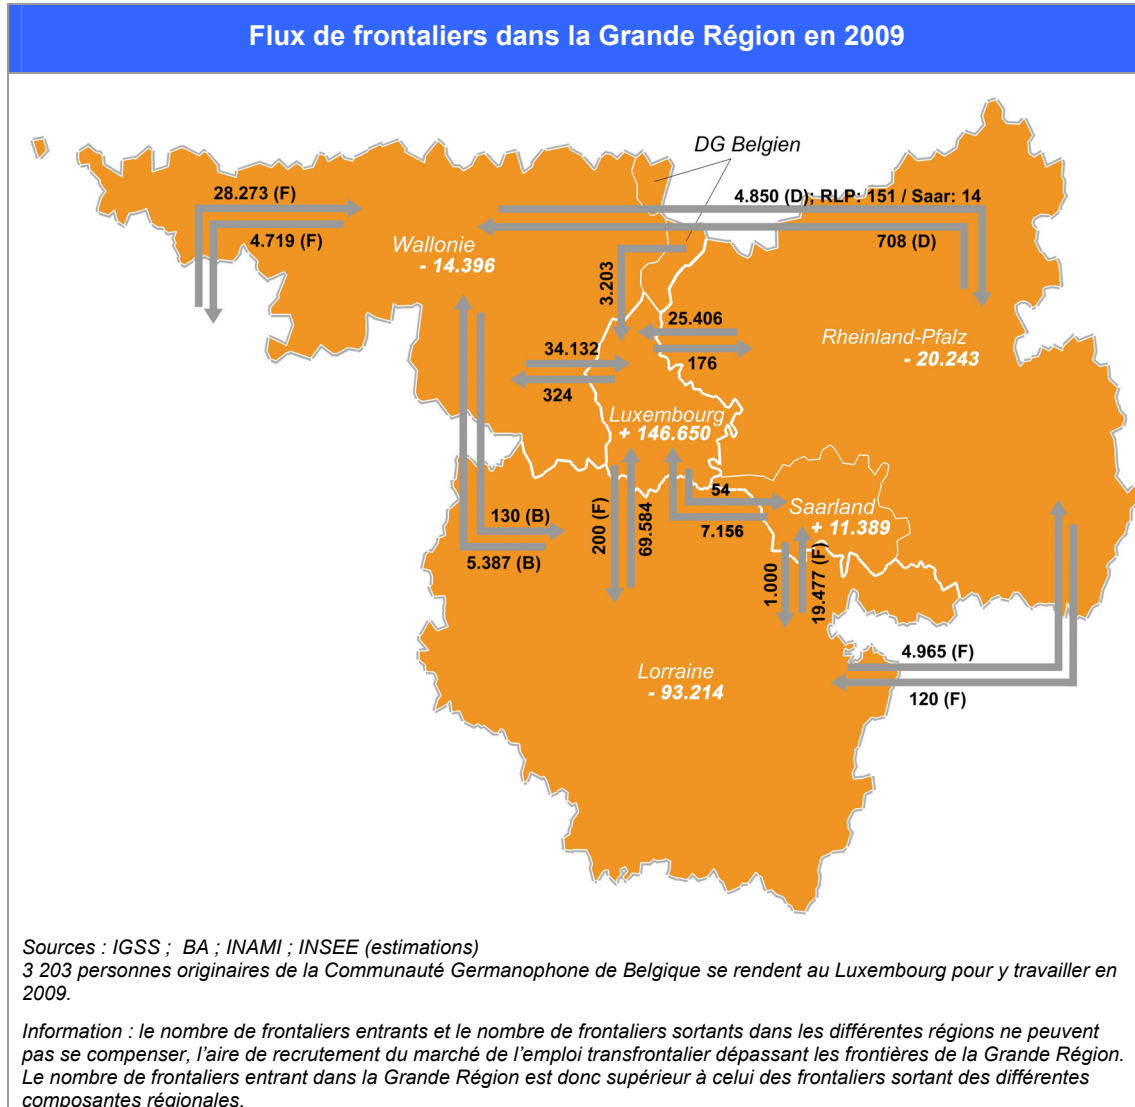 Flux de frontaliers dans la Grande Région en 2009
DG Belgien
28.273 (F)
4.850 (D); RLP: 151 / Saar: 14
4.719 (F)
708 (D)
Wallonie
- 14.396
3.203
25.406
176
Rheinland-Pfalz
- 20.243
34.132
324
Luxembourg
+ 146.650
54
7.156
Saarland
+ 11.389
130 (B)
5.387 (B)
200 (F)
69.584
1.000
19.477 (F)
4.965 (F)
120 (F)
Lorraine
- 93.214
Sources : IGSS ; BA ; INAMI ; INSEE (estimations)
3 203 personnes originaires de la Communauté Germanophone de Belgique se rendent au Luxembourg pour y travailler en
2009.
Information : le nombre de frontaliers entrants et le nombre de frontaliers sortants dans les différentes régions ne peuvent
pas se compenser, l'aire de recrutement du marché de l'emploi transfrontalier dépassant les frontières de la Grande Région.
Le nombre de frontaliers entrant dans la Grande Région est donc supérieur à celui des frontaliers sortant des différentes
composantes régionales.